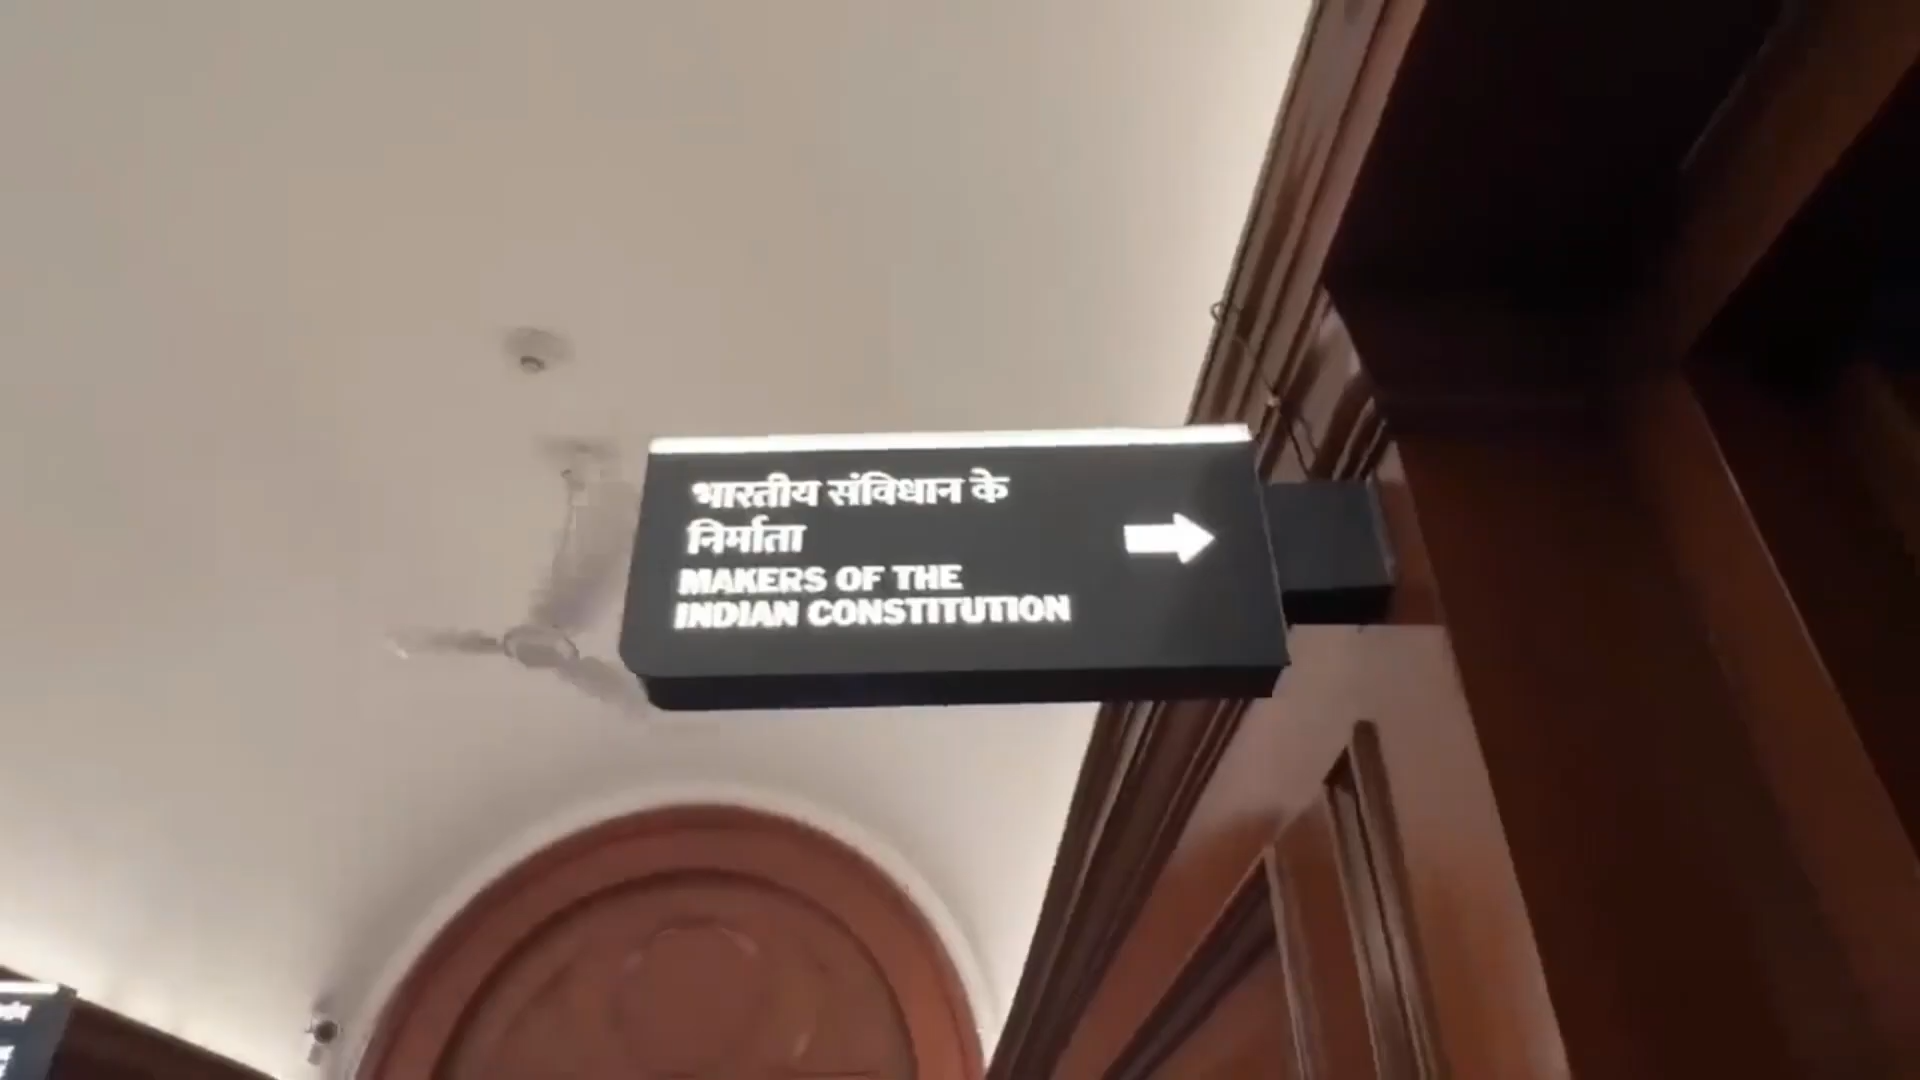 भारतीय संविधान के
निर्माता
MAKERS OF THE
INDIAN CONSTITUTION